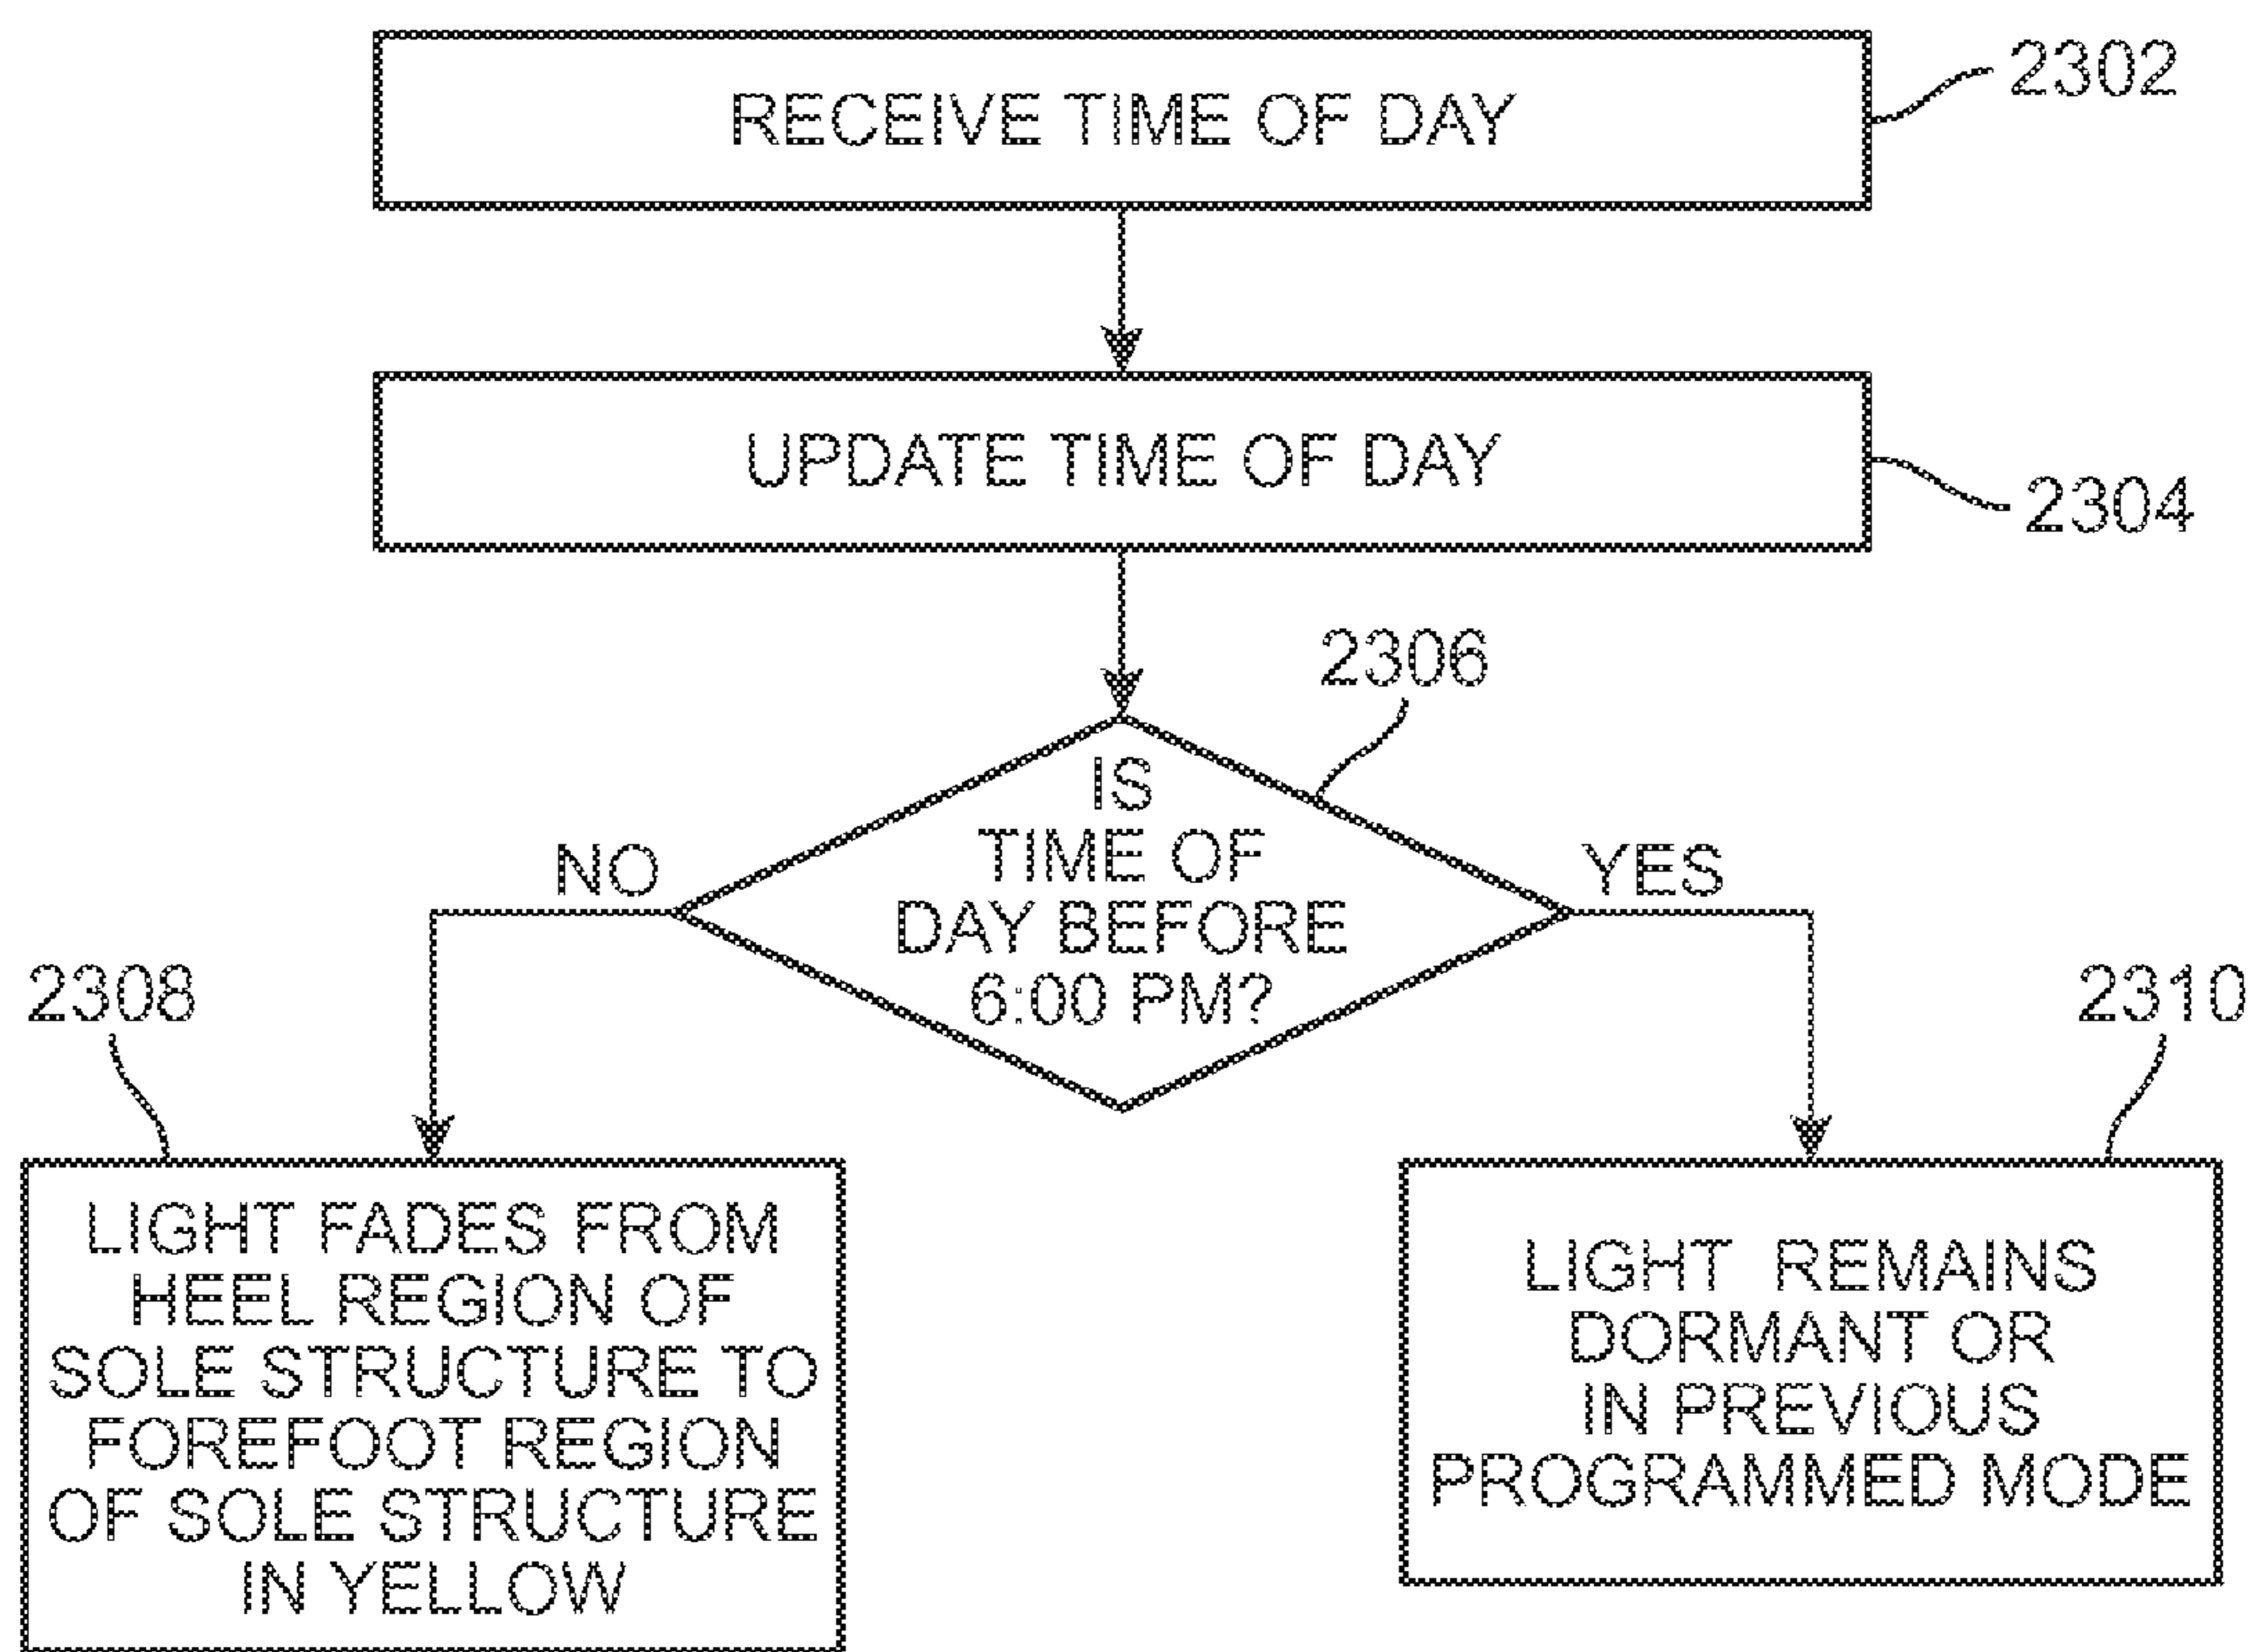 RECEIVE TIME OF DAY
2302
UPDATE TIME OF DAY
2304
2306
IS
TIME OF
DAY BEFORE
6:00 PM?
NO
YES
2308
2310
LIGHT FADES FROM
HEEL REGION OF
SOLE STRUCTURE TO
FOREFOOT REGION
OF SOLE STRUCTURE
IN YELLOW
LIGHT REMAINS
DORMANT OR
IN PREVIOUS
PROGRAMMED MODE